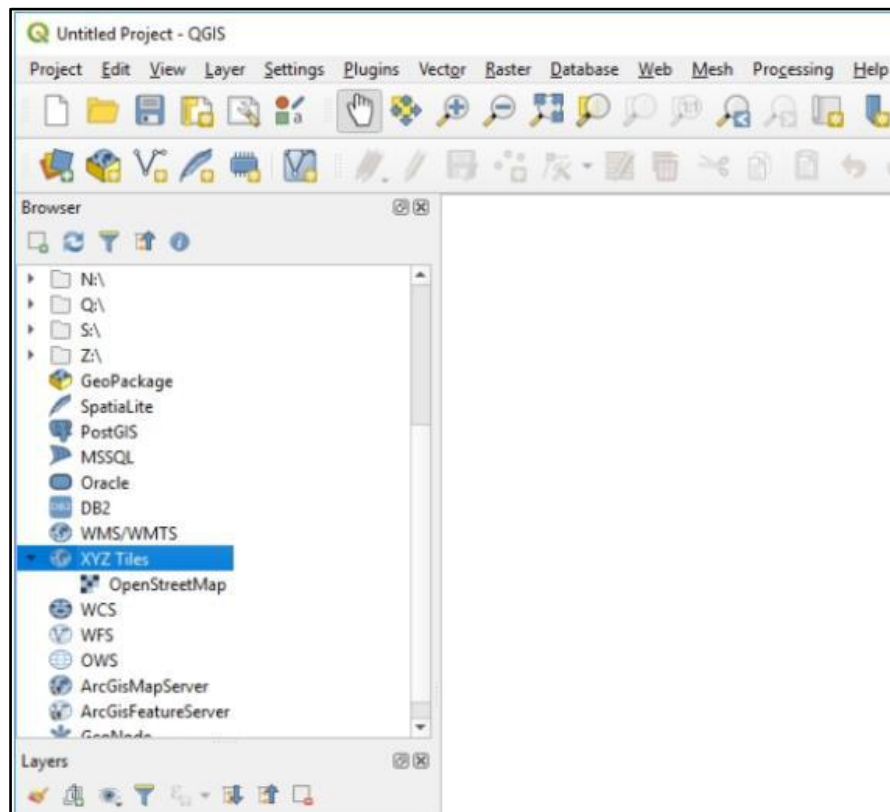 Untitled Project - QGIS
Project Edit View Layer Settings Plugins Vector Raster Database Web Mesh Processing Help
Browser
N:\
Q:\
S:\
Z:\
GeoPackage
SpatiaLite
PostGIS
MSSQL
Oracle
DB2
WMS/WMTS
XYZ Tiles
OpenStreetMap
WCS
WFS
OWS
ArcGisMapServer
ArcGisFeatureServer
GeoNode
Layers